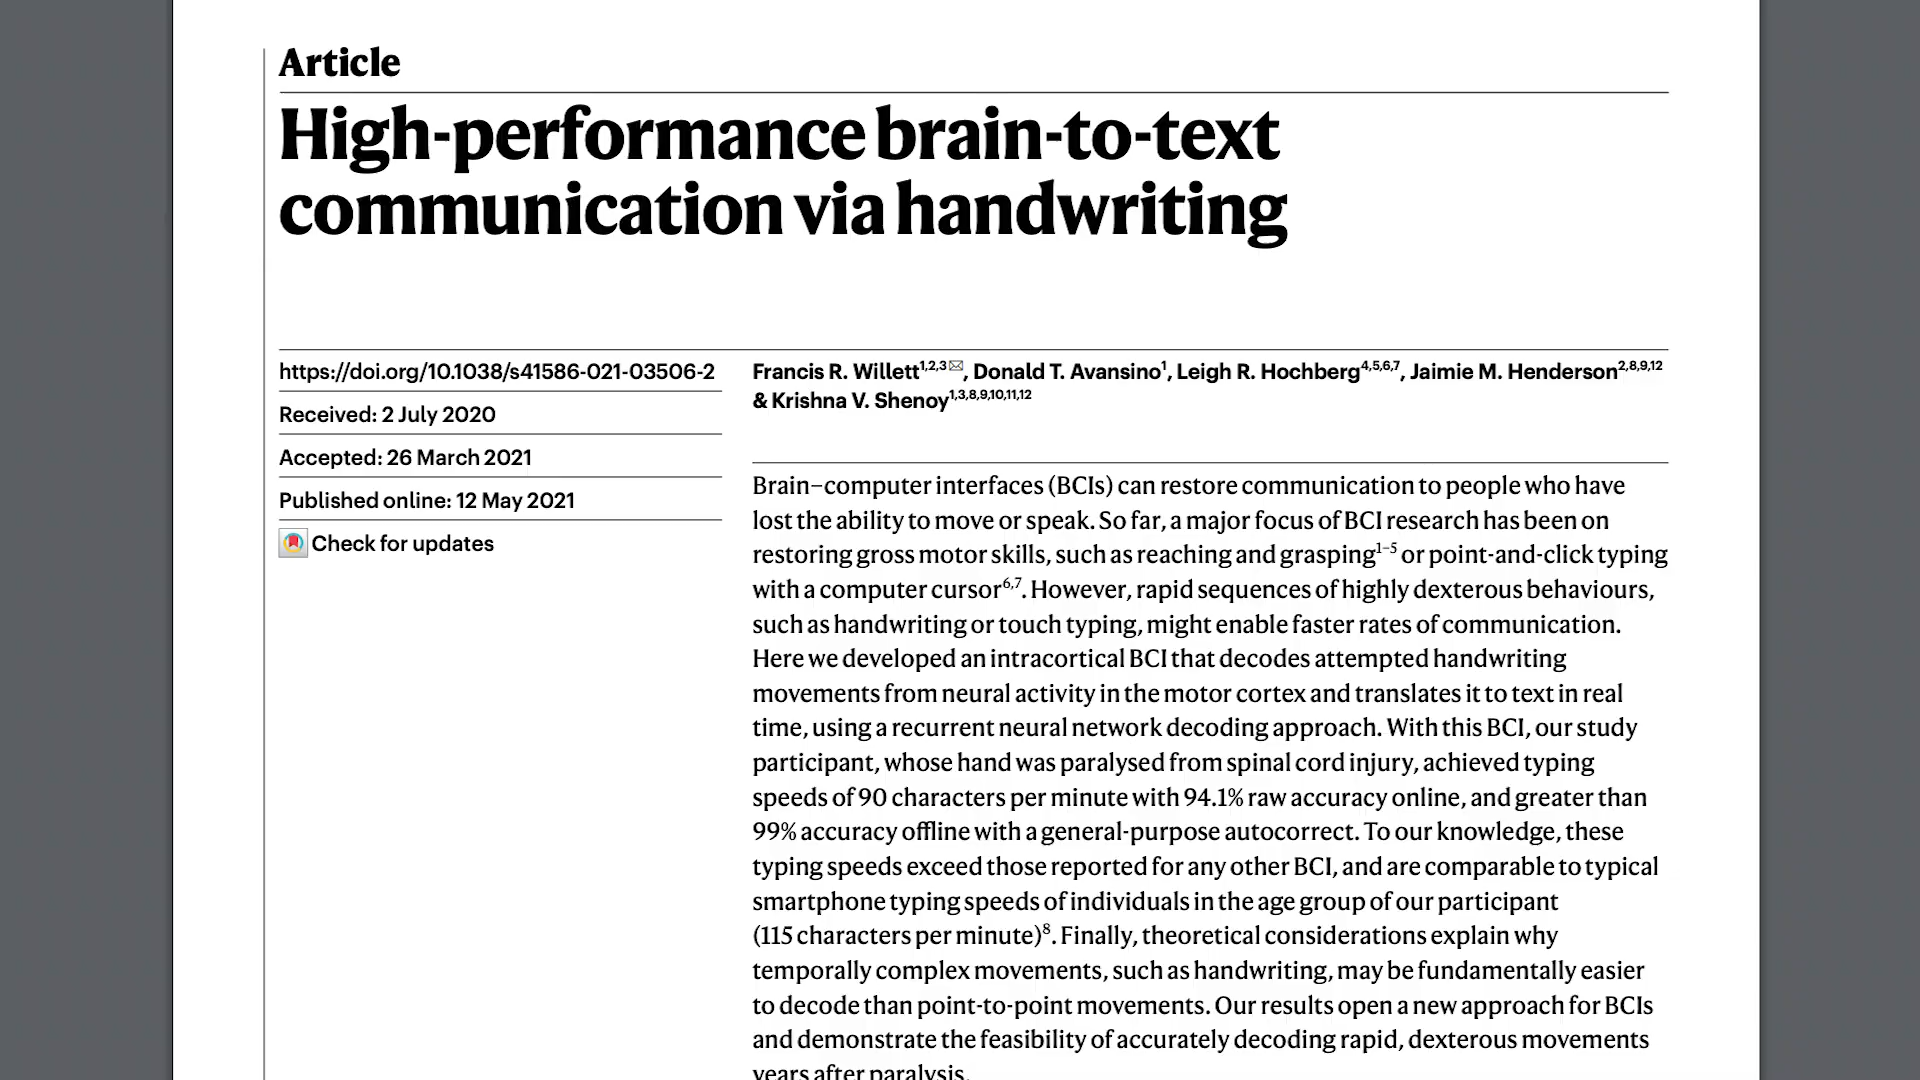 Article
High-performance brain-to-text
communication via handwriting
https://doi.org/10.1038/s41586-021-03506-2
Received: 2 July 2020
Accepted: 26 March 2021
Published online: 12 May 2021
Check for updates
Francis R. Willett1,2,3✉, Donald T. Avansino1, Leigh R. Hochberg4,5,6,7, Jaimie M. Henderson2,8,9,12
& Krishna V. Shenoy1,3,8,9,10,11,12
Brain–computer interfaces (BCIs) can restore communication to people who have
lost the ability to move or speak. So far, a major focus of BCI research has been on
restoring gross motor skills, such as reaching and grasping1–5 or point-and-click typing
with a computer cursor6,7. However, rapid sequences of highly dexterous behaviours,
such as handwriting or touch typing, might enable faster rates of communication.
Here we developed an intracortical BCI that decodes attempted handwriting
movements from neural activity in the motor cortex and translates it to text in real
time, using a recurrent neural network decoding approach. With this BCI, our study
participant, whose hand was paralysed from spinal cord injury, achieved typing
speeds of 90 characters per minute with 94.1% raw accuracy online, and greater than
99% accuracy offline with a general-purpose autocorrect. To our knowledge, these
typing speeds exceed those reported for any other BCI, and are comparable to typical
smartphone typing speeds of individuals in the age group of our participant
(115 characters per minute)8. Finally, theoretical considerations explain why
temporally complex movements, such as handwriting, may be fundamentally easier
to decode than point-to-point movements. Our results open a new approach for BCIs
and demonstrate the feasibility of accurately decoding rapid, dexterous movements
years after paralysis.